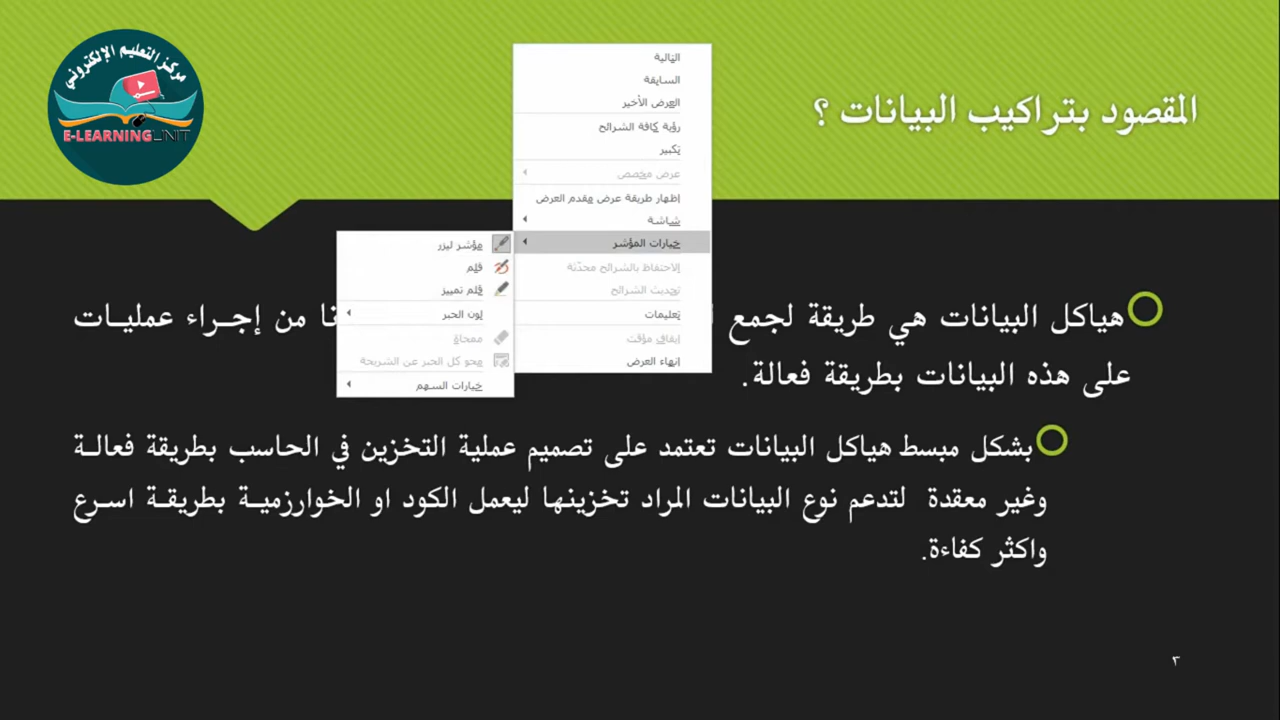 مركز التعليم الإلكتروني
E-LEARNING UNIT
المقصود بتراكيب البيانات ؟
التالية
السابقة
العرض الأخير
رؤية كافة الشرائح
تكبير
عرض مخصص
إظهار طريقة عرض مقدم العرض
شاشة
خيارات المؤشر
الاحتفاظ بالشرائح محدّثة
تحديث الشرائح
تعليمات
إيقاف مؤقت
إنهاء العرض
مؤشر ليزر
قلم
قلم تمييز
لون الحبر
ممحاة
محو كل الحبر عن الشريحة
خيارات السهم
هياكل البيانات هي طريقة لجمع نا من إجراء عمليات
على هذه البيانات بطريقة فعالة.
بشكل مبسط هياكل البيانات تعتمد على تصميم عملية التخزين في الحاسب بطريقة فعالة
وغير معقدة لتدعم نوع البيانات المراد تخزينها ليعمل الكود او الخوارزمية بطريقة اسرع
واكثر كفاءة.
٣